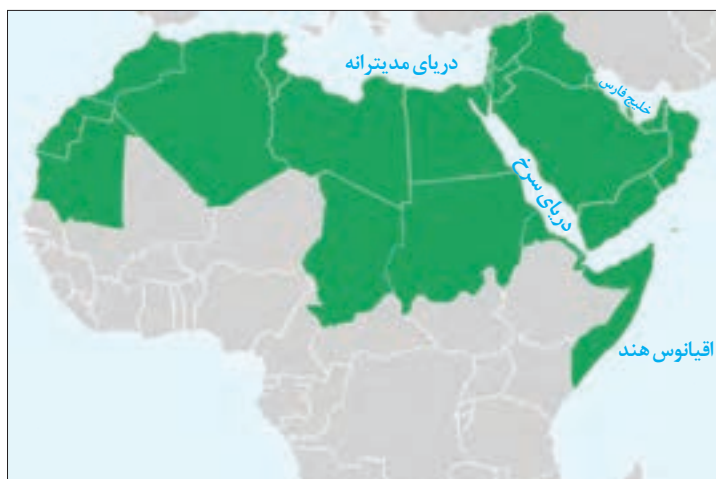 دریای مدیترانه
خلیج فارس
دریای سرخ
اقیانوس هند